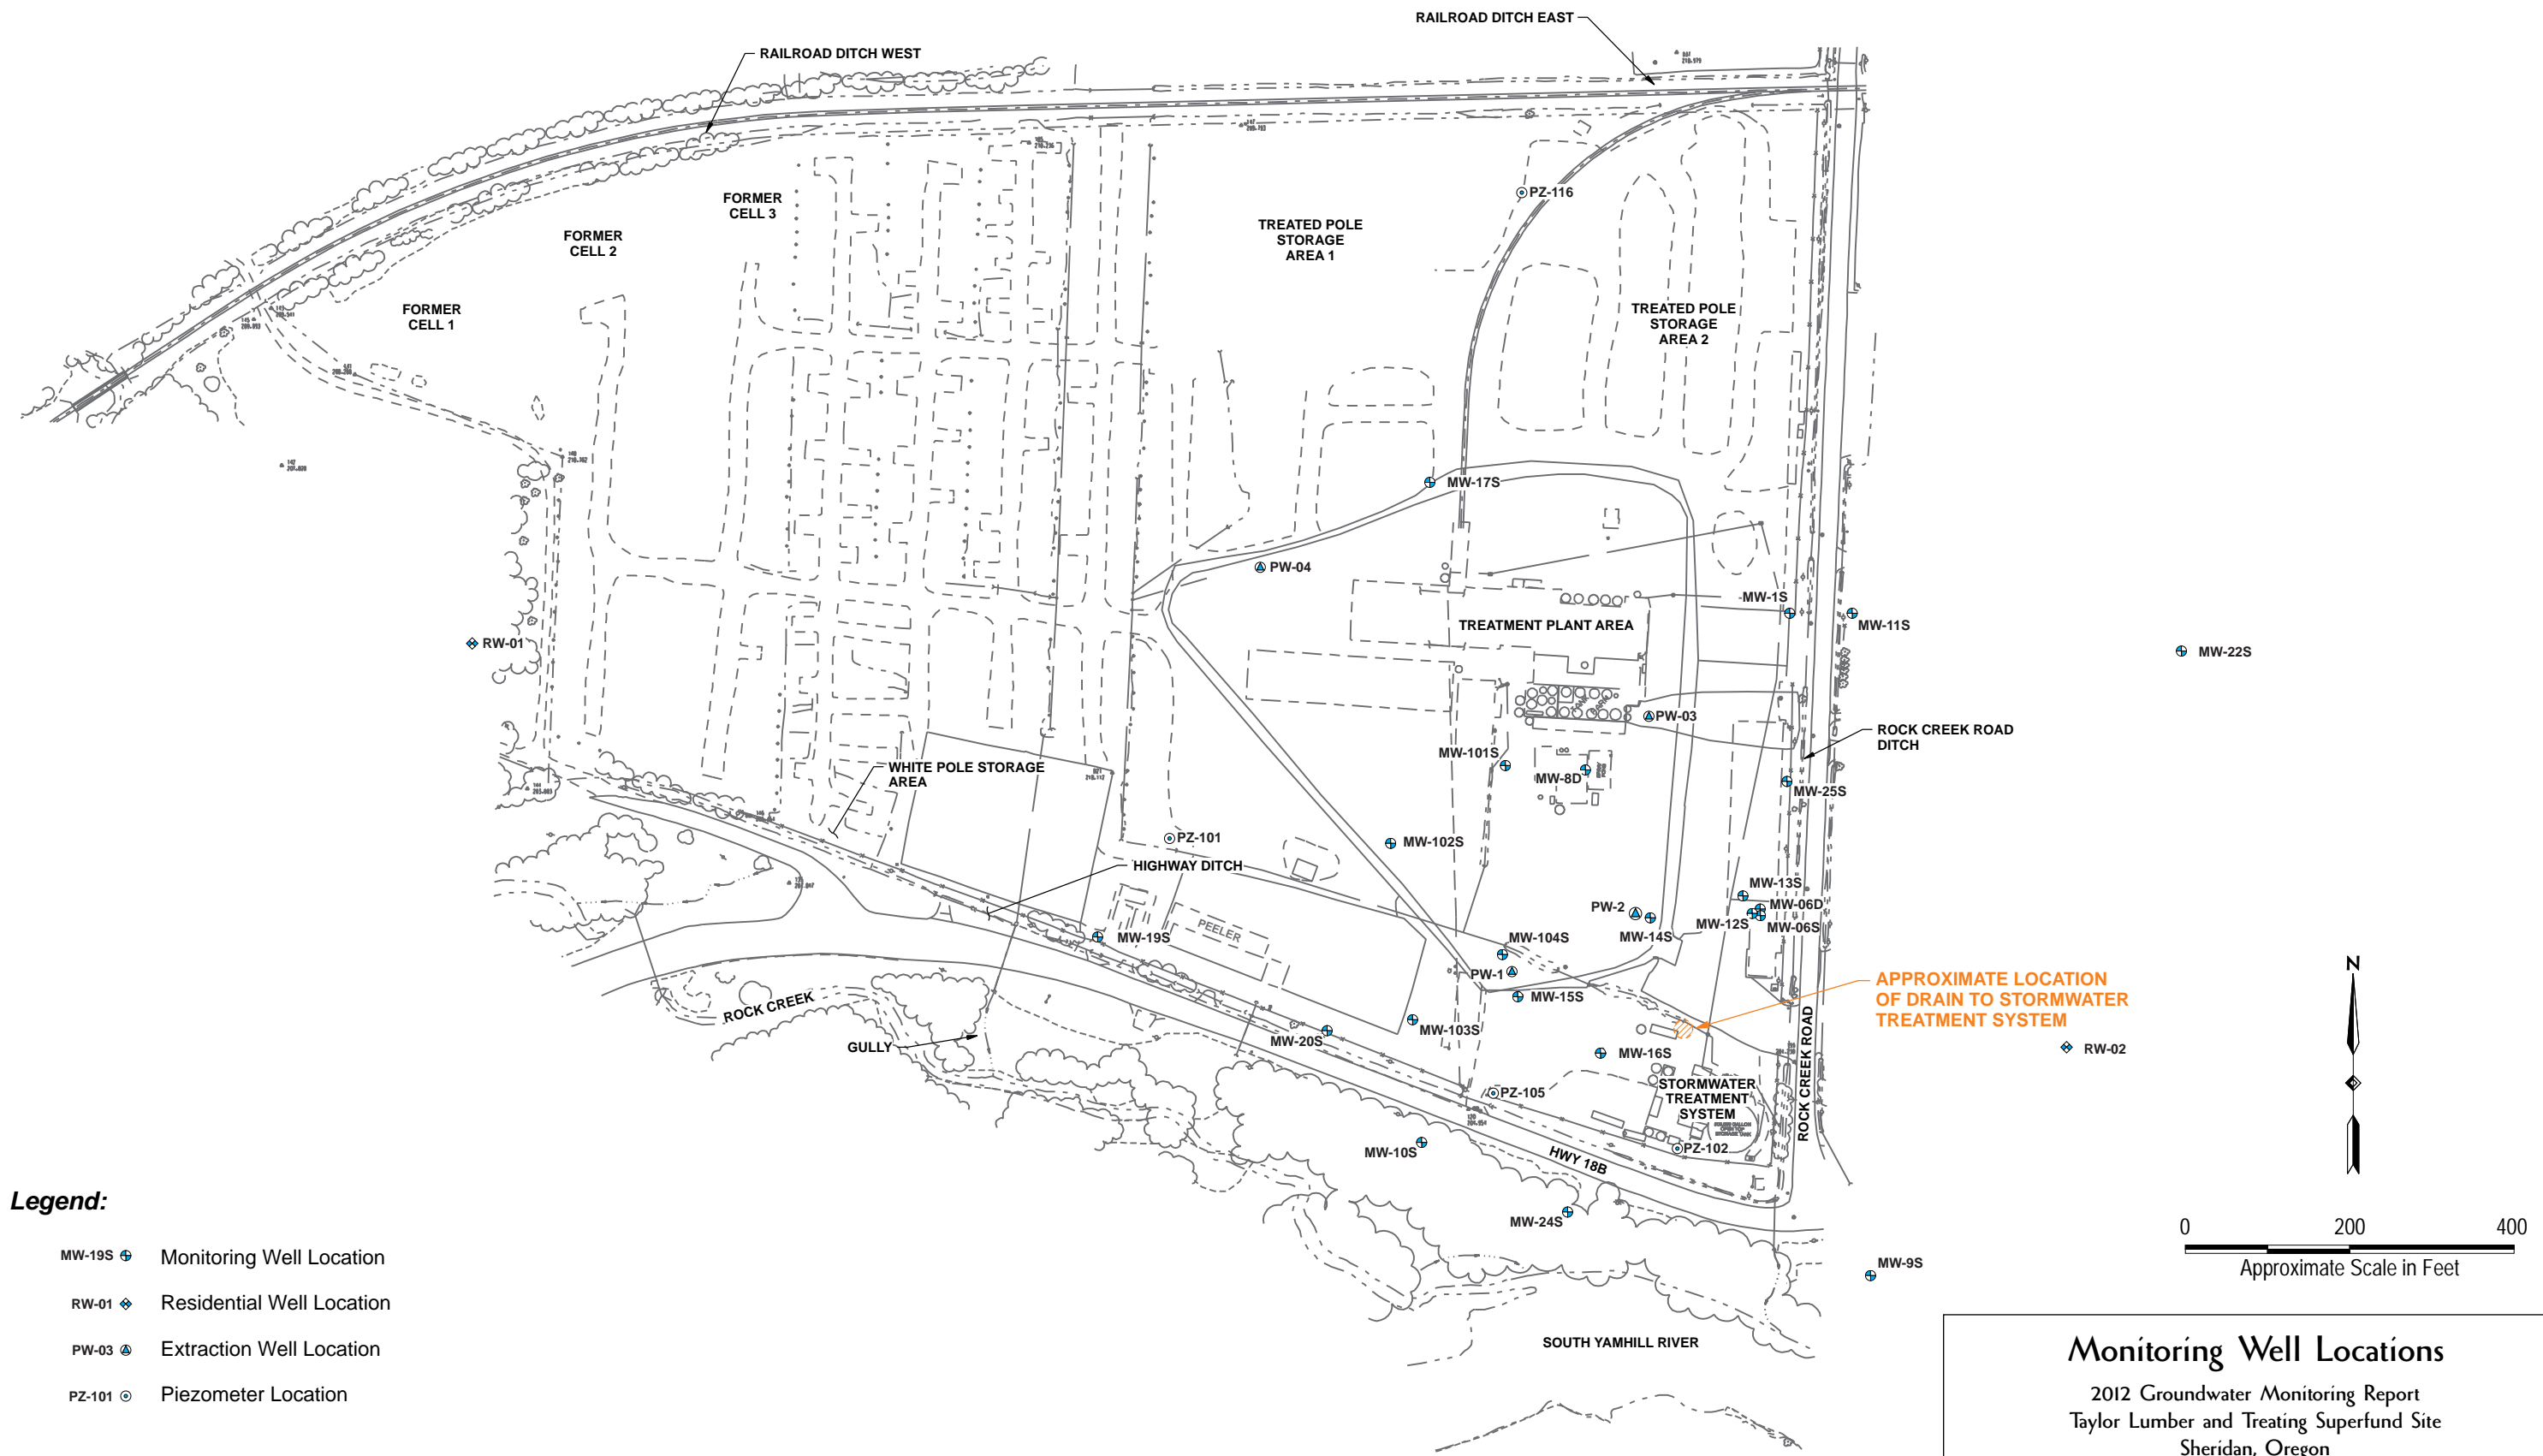 RAILROAD DITCH EAST
RAILROAD DITCH WEST
FORMER
CELL 3
FORMER
CELL 2
FORMER
CELL 1
TREATED POLE
STORAGE
AREA 1
PZ-116
TREATED POLE
STORAGE
AREA 2
MW-17S
PW-04
MW-1S
MW-11S
TREATMENT PLANT AREA
RW-01
MW-22S
PW-03
ROCK CREEK ROAD
DITCH
MW-101S
MW-8D
MW-25S
WHITE POLE STORAGE
AREA
PZ-101
MW-102S
HIGHWAY DITCH
MW-13S
MW-06D
PW-2
MW-12S
MW-06S
MW-14S
PEELER
MW-19S
MW-104S
PW-1
MW-15S
APPROXIMATE LOCATION
OF DRAIN TO STORMWATER
TREATMENT SYSTEM
ROCK CREEK
MW-103S
MW-20S
GULLY
MW-16S
ROCK CREEK ROAD
RW-02
N
STORMWATER
TREATMENT
SYSTEM
PZ-105
PZ-102
MW-10S
HWY 18B
MW-24S
MW-9S
SOUTH YAMHILL RIVER
0 200 400
Approximate Scale in Feet
Legend:
MW-19S Monitoring Well Location
RW-01 Residential Well Location
PW-03 Extraction Well Location
PZ-101 Piezometer Location
Monitoring Well Locations
2012 Groundwater Monitoring Report
Taylor Lumber and Treating Superfund Site
Sheridan, Oregon